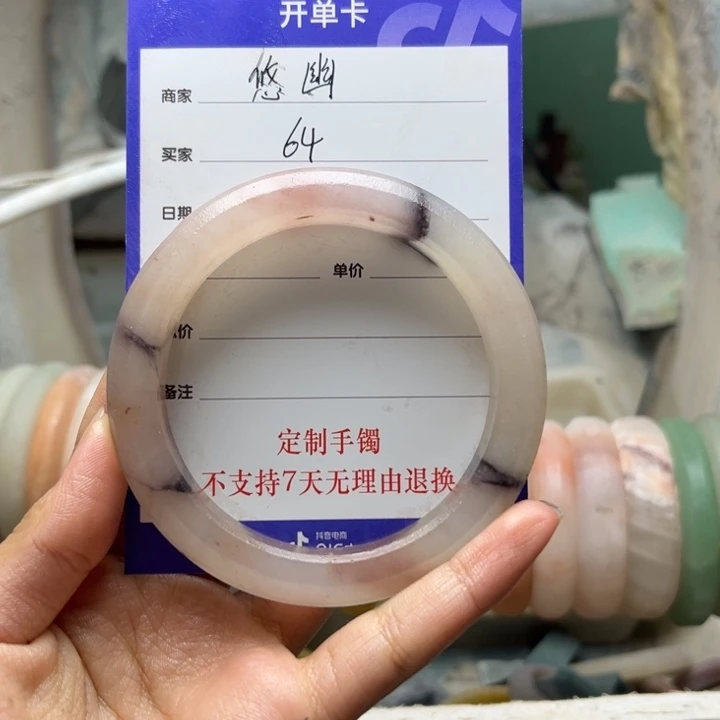 开单卡
商家 悠幽
买家 64
日期
单价
价
备注
定制手镯
不支持7天无理由退换
抖音电商